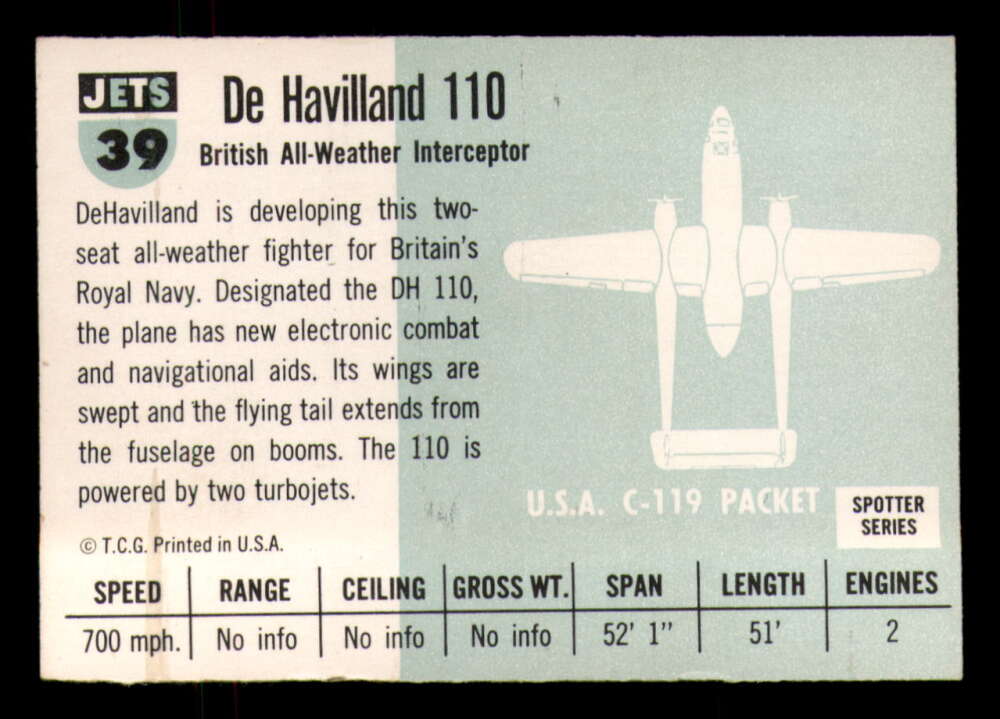 JETS
39
De Havilland 110
British All-Weather Interceptor
DeHavilland is developing this two-
seat all-weather fighter for Britain's
Royal Navy. Designated the DH 110,
the plane has new electronic combat
and navigational aids. Its wings are
swept and the flying tail extends from
the fuselage on booms. The 110 is
powered by two turbojets.
© T.C.G. Printed in U.S.A.
U.S.A. C-119 PACKET
SPOTTER
SERIES
SPEED RANGE CEILING GROSS WT. SPAN LENGTH ENGINES
700 mph. No info No info No info 52' 1" 51' 2